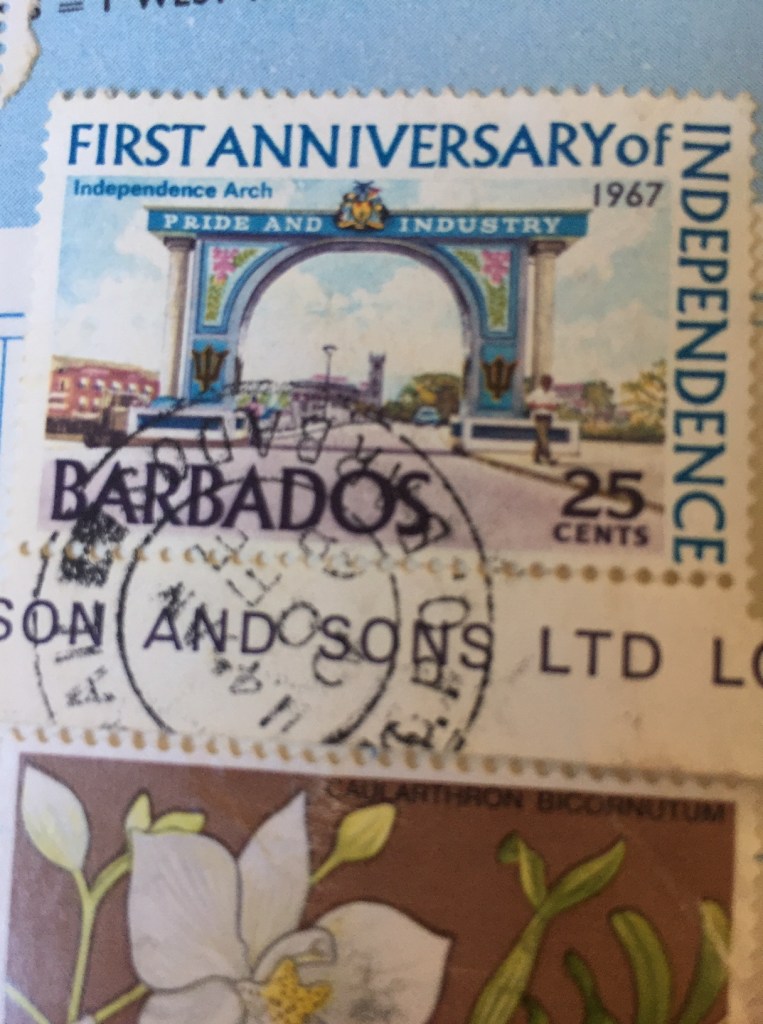 FIRST ANNIVERSARY of
INDEPENDENCE
Independence Arch
1967
PRIDE AND INDUSTRY
BARBADOS
25
CENTS
SON AND SONS LTD
CAULARTHRON BICORNUTUM